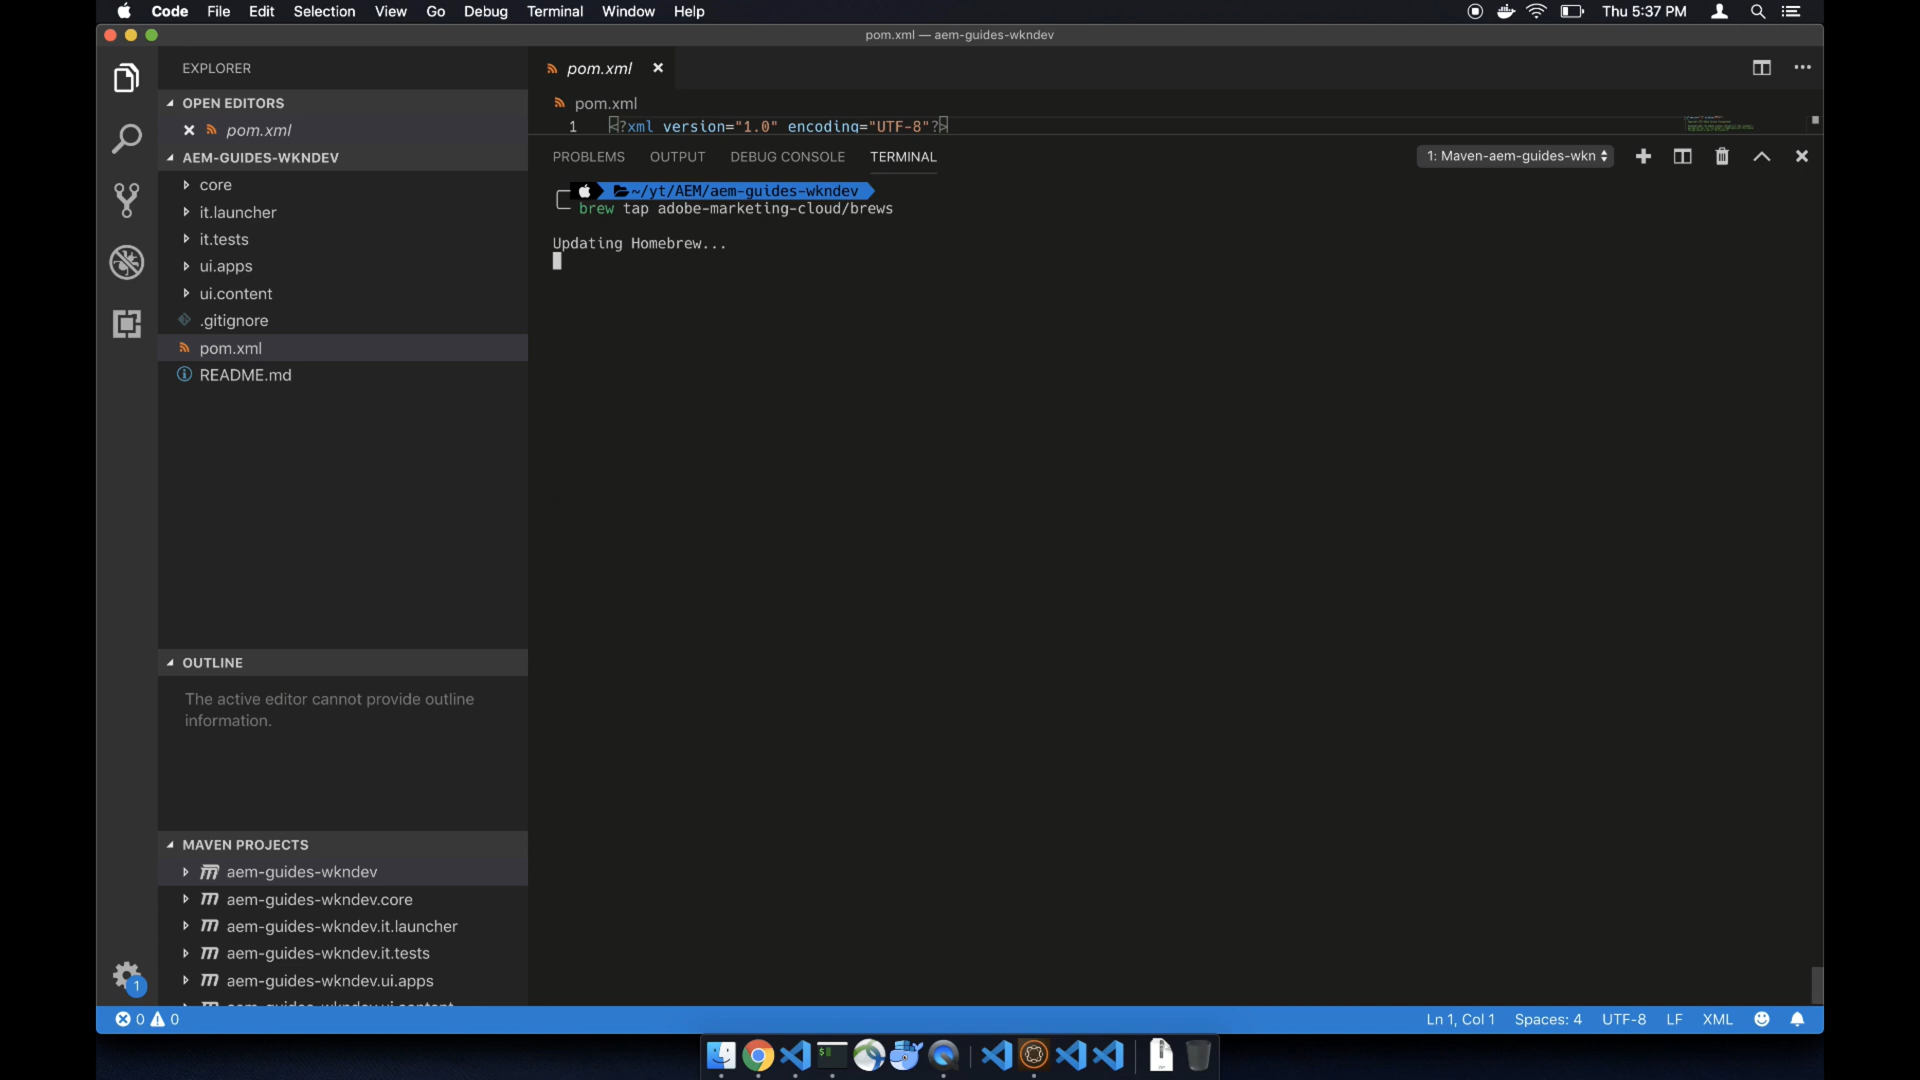 Code File Edit Selection View Go Debug Terminal Window Help
Thu 5:37 PM
pom.xml — aem-guides-wkndev
EXPLORER
OPEN EDITORS
pom.xml
AEM-GUIDES-WKNDEV
core
it.launcher
it.tests
ui.apps
ui.content
.gitignore
pom.xml
README.md
OUTLINE
The active editor cannot provide outline
information.
MAVEN PROJECTS
aem-guides-wkndev
aem-guides-wkndev.core
aem-guides-wkndev.it.launcher
aem-guides-wkndev.it.tests
aem-guides-wkndev.ui.apps
aem-guides-wkndev.ui.content
1
pom.xml
pom.xml
1 <?xml version="1.0" encoding="UTF-8"?>
PROBLEMS OUTPUT DEBUG CONSOLE TERMINAL
1: Maven-aem-guides-wkn
~/yt/AEM/aem-guides-wkndev
brew tap adobe-marketing-cloud/brews
Updating Homebrew...
0 0
Ln 1, Col 1 Spaces: 4 UTF-8 LF XML